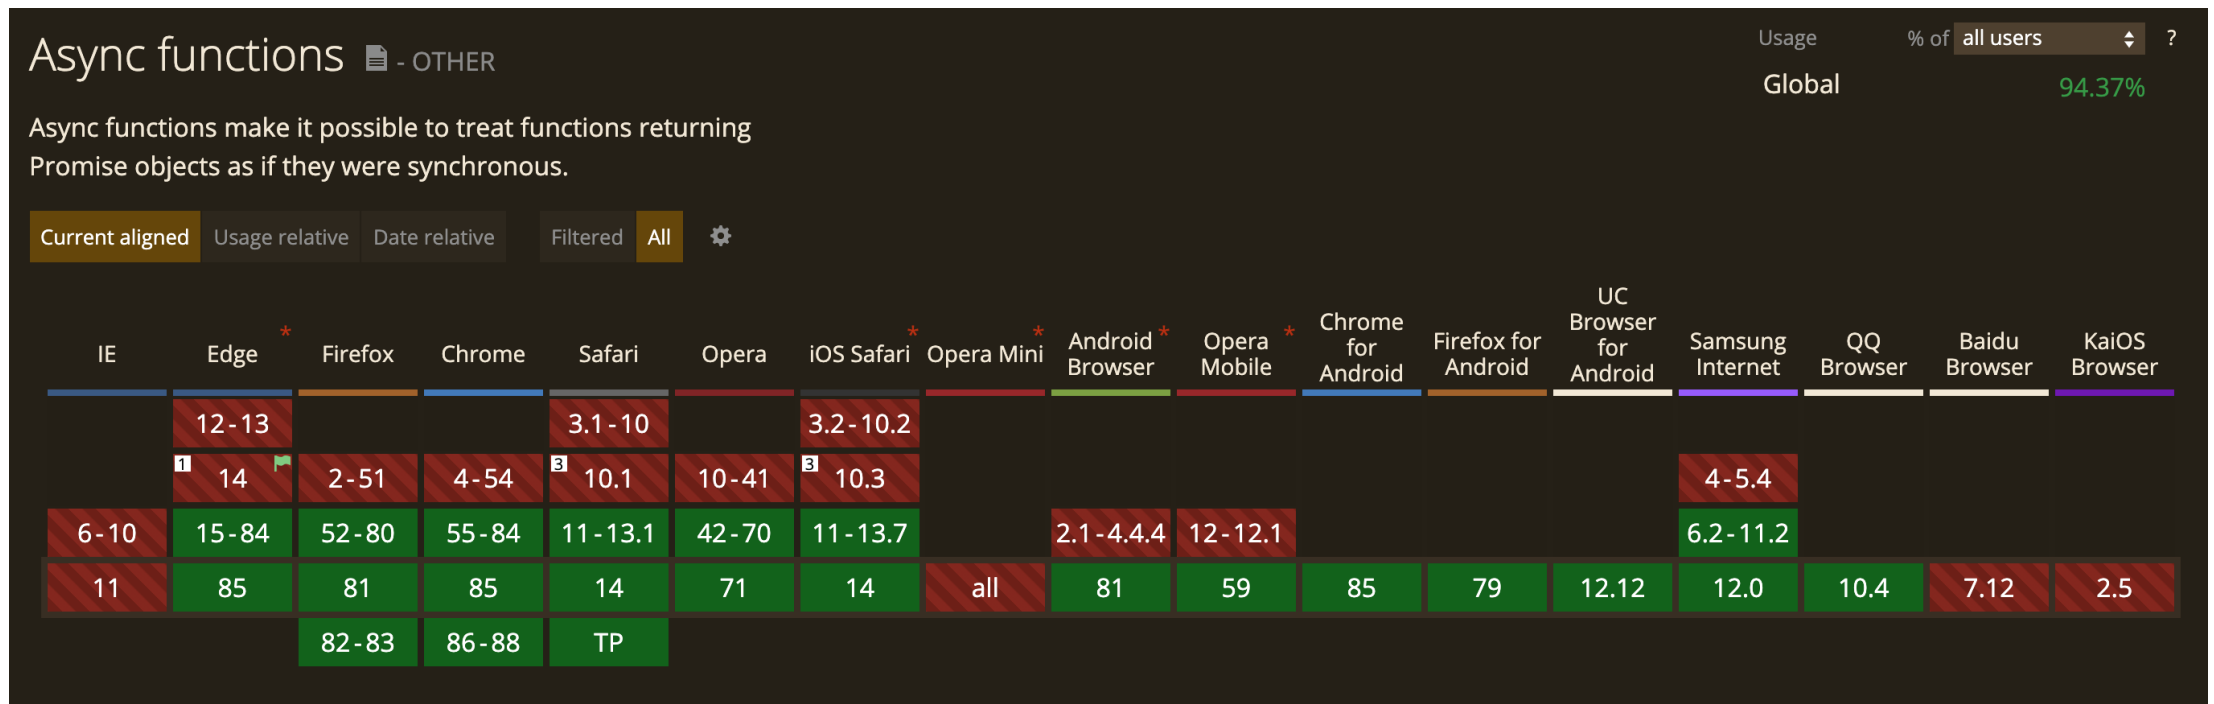 Async functions - OTHER
Usage % of all users ?
Global 94.37%
Async functions make it possible to treat functions returning
Promise objects as if they were synchronous.
Current aligned Usage relative Date relative Filtered All
IE
Edge *
Firefox
Chrome
Safari
Opera
iOS Safari *
Opera Mini *
Android
Browser *
Opera
Mobile *
Chrome
for
Android
Firefox for
Android
UC
Browser
for
Android
Samsung
Internet
QQ
Browser
Baidu
Browser
KaiOS
Browser
12-13 3.1-10 3.2-10.2
1 14 2-51 4-54 3 10.1 10-41 3 10.3 4-5.4
6-10 15-84 52-80 55-84 11-13.1 42-70 11-13.7 2.1-4.4.4 12-12.1 6.2-11.2
11 85 81 85 14 71 14 all 81 59 85 79 12.12 12.0 10.4 7.12 2.5
82-83 86-88 TP